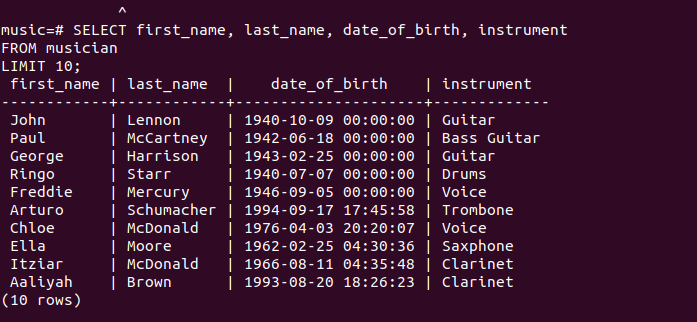 ^
music=# SELECT first_name, last_name, date_of_birth, instrument
FROM musician
LIMIT 10;
 first_name | last_name  |    date_of_birth    | instrument
------------+------------+---------------------+-------------
 John       | Lennon     | 1940-10-09 00:00:00 | Guitar
 Paul       | McCartney  | 1942-06-18 00:00:00 | Bass Guitar
 George     | Harrison   | 1943-02-25 00:00:00 | Guitar
 Ringo      | Starr      | 1940-07-07 00:00:00 | Drums
 Freddie    | Mercury    | 1946-09-05 00:00:00 | Voice
 Arturo     | Schumacher | 1994-09-17 17:45:58 | Trombone
 Chloe      | McDonald   | 1976-04-03 20:20:07 | Voice
 Ella       | Moore      | 1962-02-25 04:30:36 | Saxphone
 Itziar     | McDonald   | 1966-08-11 04:35:48 | Clarinet
 Aaliyah    | Brown      | 1993-08-20 18:26:23 | Clarinet
(10 rows)